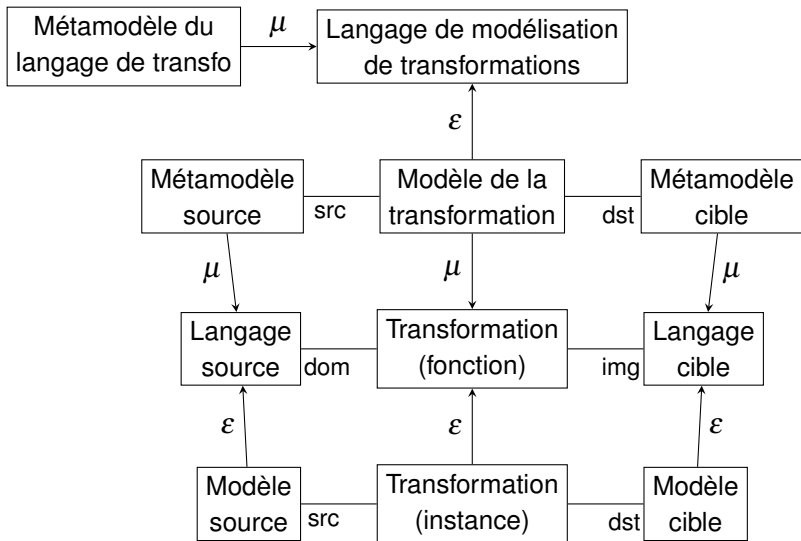 Métamodèle du
langage de transfo
μ
Langage de modélisation
de transformations
ε
Métamodèle
source
src
Modèle de la
transformation
dst
Métamodèle
cible
μ
μ
μ
Langage
source
dom
Transformation
(fonction)
img
Langage
cible
ε
ε
ε
Modèle
source
src
Transformation
(instance)
dst
Modèle
cible